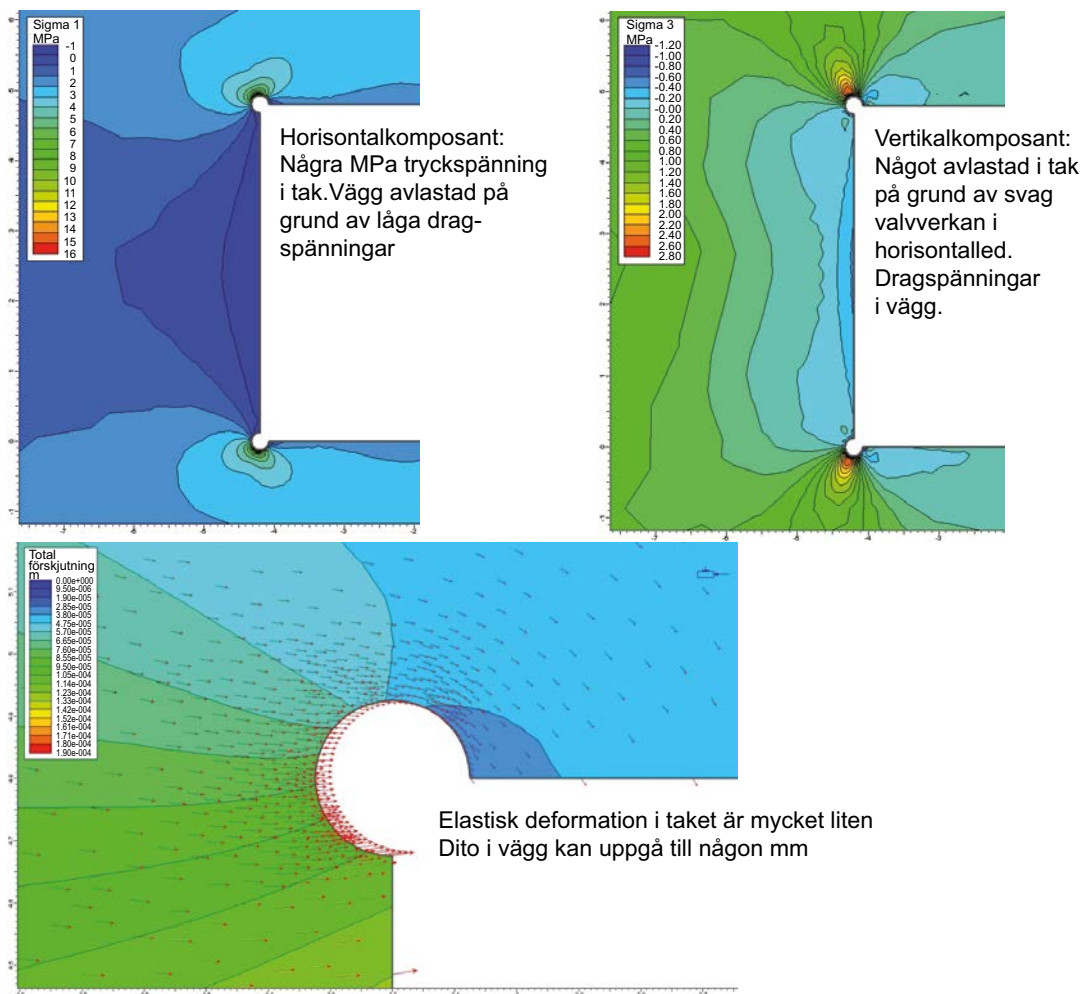 Sigma 1
MPa
-1
0
1
2
3
4
5
6
7
8
9
10
11
12
13
14
15
16
Horisontalkomposant:
Några MPa tryckspänning
i tak.Vägg avlastad på
grund av låga drag-
spänningar
Sigma 3
MPa
-1.20
-1.00
-0.80
-0.60
-0.40
-0.20
-0.00
0.20
0.40
0.60
0.80
1.00
1.20
1.40
1.60
1.80
2.00
2.20
2.40
2.60
2.80
Vertikalkomposant:
Något avlastad i tak
på grund av svag
valvverkan i
horisontalled.
Dragspänningar
i vägg.
Total
förskjutning
m
0.00e+000
9.50e-006
1.90e-005
2.85e-005
3.80e-005
4.75e-005
5.70e-005
6.65e-005
7.60e-005
8.55e-005
9.50e-005
1.05e-004
1.14e-004
1.23e-004
1.33e-004
1.42e-004
1.52e-004
1.61e-004
1.71e-004
1.80e-004
1.90e-004
Elastisk deformation i taket är mycket liten
Dito i vägg kan uppgå till någon mm